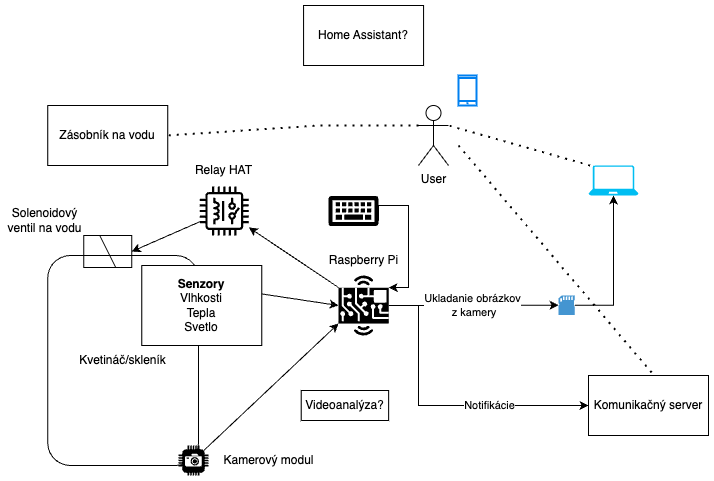 Home Assistant?
Zásobník na vodu
User
Relay HAT
Solenoidový
ventil na vodu
Raspberry Pi
Senzory
Vlhkosti
Tepla
Svetlo
Ukladanie obrázkov
z kamery
Kvetináč/skleník
Videoanalýza?
Notifikácie
Komunikačný server
Kamerový modul